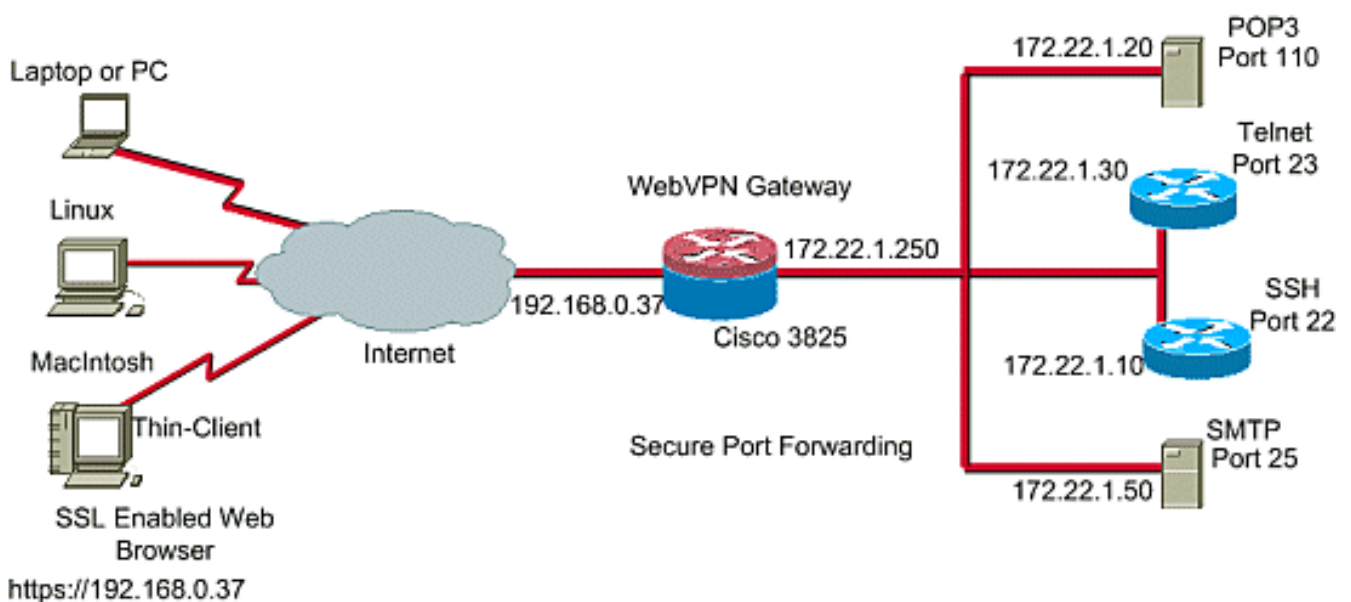 Laptop or PC
Linux
MacIntosh
Thin-Client
SSL Enabled Web
Browser
https://192.168.0.37
Internet
192.168.0.37
WebVPN Gateway
172.22.1.250
Cisco 3825
Secure Port Forwarding
172.22.1.20
POP3
Port 110
172.22.1.30
Telnet
Port 23
172.22.1.10
SSH
Port 22
172.22.1.50
SMTP
Port 25